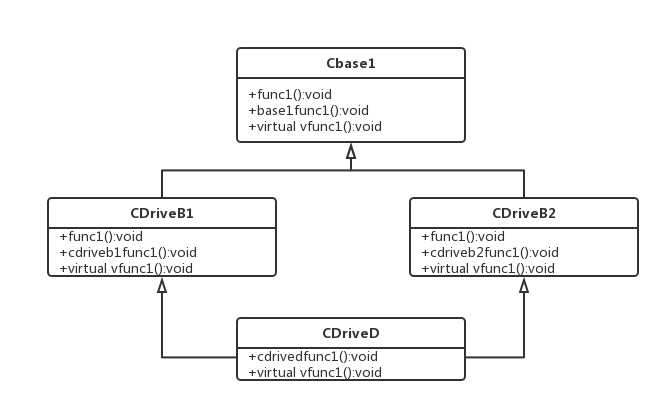 Cbase1
+func1():void
+base1func1():void
+virtual vfunc1():void
CDriveB1
+func1():void
+cdriveb1func1():void
+virtual vfunc1():void
CDriveB2
+func1():void
+cdriveb2func1():void
+virtual vfunc1():void
CDriveD
+cdrivedfunc1():void
+virtual vfunc1():void